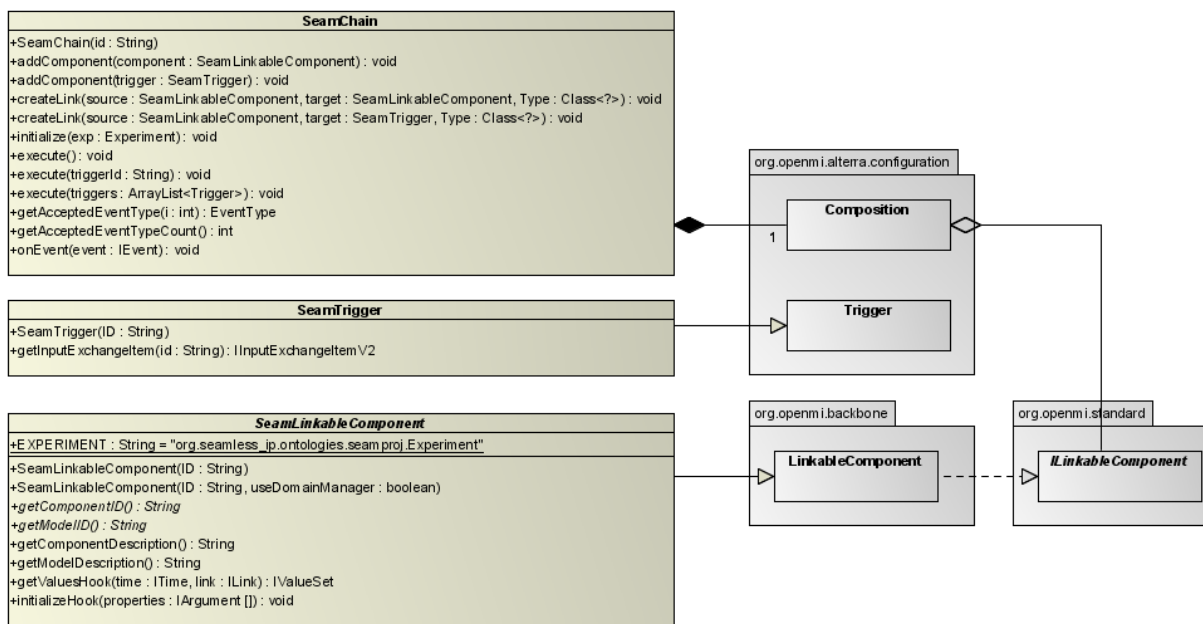 SeamChain
+SeamChain(id : String)
+addComponent(component : SeamLinkableComponent) : void
+addComponent(trigger : SeamTrigger) : void
+createLink(source : SeamLinkableComponent, target : SeamLinkableComponent, Type : Class<?>) : void
+createLink(source : SeamLinkableComponent, target : SeamTrigger, Type : Class<?>) : void
+initialize(exp : Experiment) : void
+execute() : void
+execute(triggerId : String) : void
+execute(triggers : ArrayList<Trigger>) : void
+getAcceptedEventType(i : int) : EventType
+getAcceptedEventTypeCount() : int
+onEvent(event : IEvent) : void
org.openmi.alterra.configuration
Composition
1
Trigger
SeamTrigger
+SeamTrigger(ID : String)
+getInputExchangeItem(id : String) : IInputExchangeItemV2
SeamLinkableComponent
+EXPERIMENT : String = "org.seamless_ip.ontologies.seamproj.Experiment"
+SeamLinkableComponent(ID : String)
+SeamLinkableComponent(ID : String, useDomainManager : boolean)
+getComponentID() : String
+getModelID() : String
+getComponentDescription() : String
+getModelDescription() : String
+getValuesHook(time : ITime, link : ILink) : IValueSet
+initializeHook(properties : IArgument []) : void
org.openmi.backbone
LinkableComponent
org.openmi.standard
ILinkableComponent